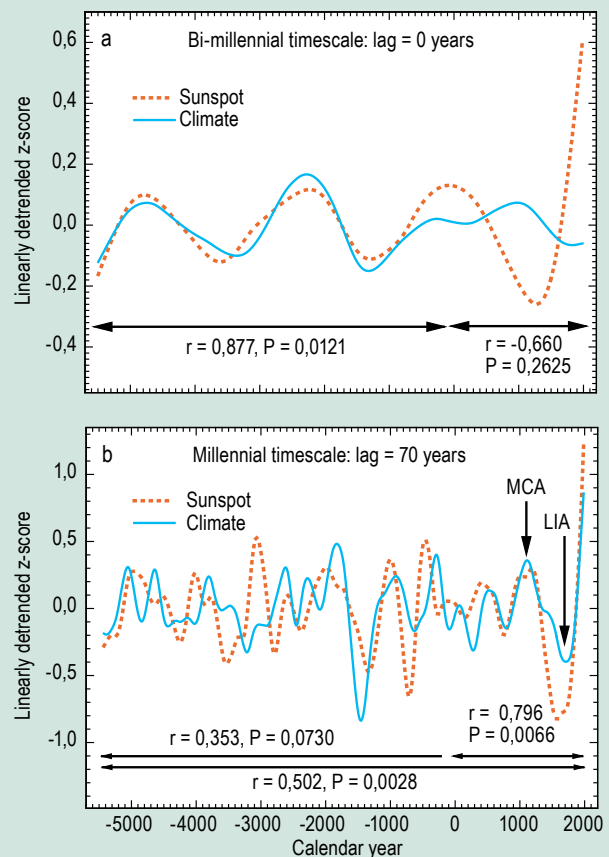 a
Bi-millennial timescale: lag = 0 years
Sunspot
Climate
Linearly detrended z-score
0,6
0,4
0,2
0,0
-0,2
-0,4
r = 0,877, P = 0,0121
r = -0,660
P = 0,2625
b
Millennial timescale: lag = 70 years
Sunspot
Climate
MCA
LIA
Linearly detrended z-score
1,0
0,5
0,0
-0,5
-1,0
r = 0,353, P = 0,0730
r = 0,796
P = 0,0066
r = 0,502, P = 0,0028
-5000 -4000 -3000 -2000 -1000 0 1000 2000
Calendar year